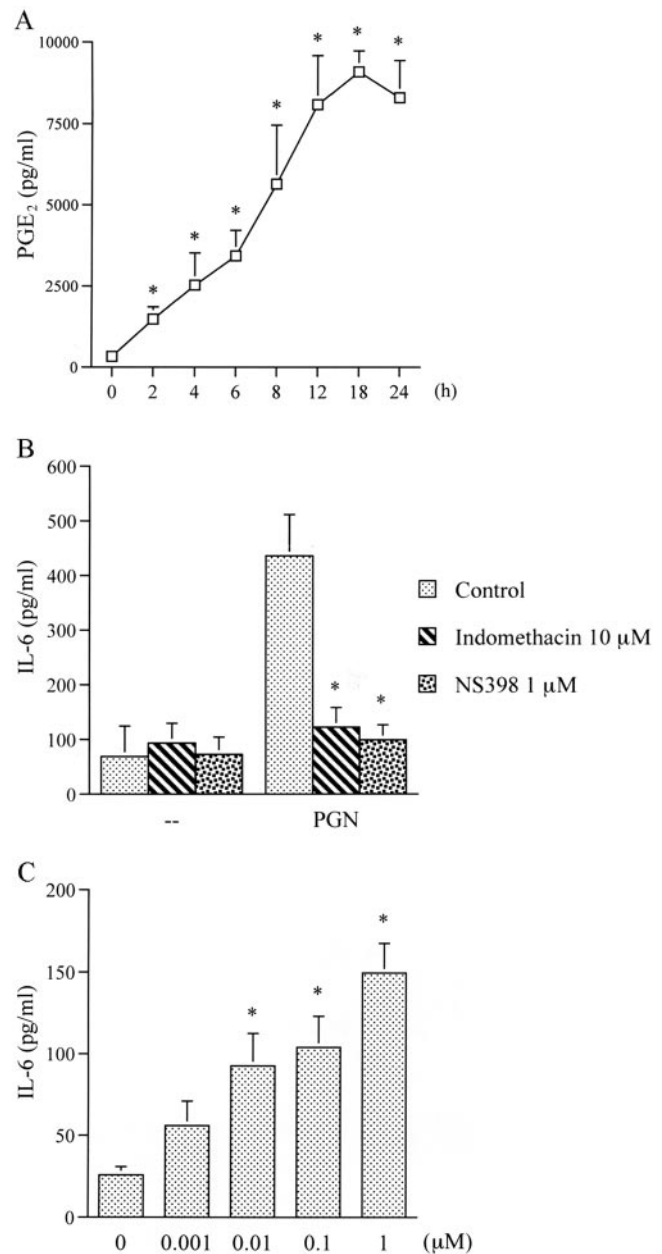 A
10000
7500
5000
2500
0
PGE₂ (pg/ml)
* * * * * * *
0 2 4 6 8 12 18 24 (h)
B
600
500
400
300
200
100
0
IL-6 (pg/ml)
* *
-- PGN
Control
Indomethacin 10 µM
NS398 1 µM
C
200
150
100
50
0
IL-6 (pg/ml)
* * *
0 0.001 0.01 0.1 1 (µM)